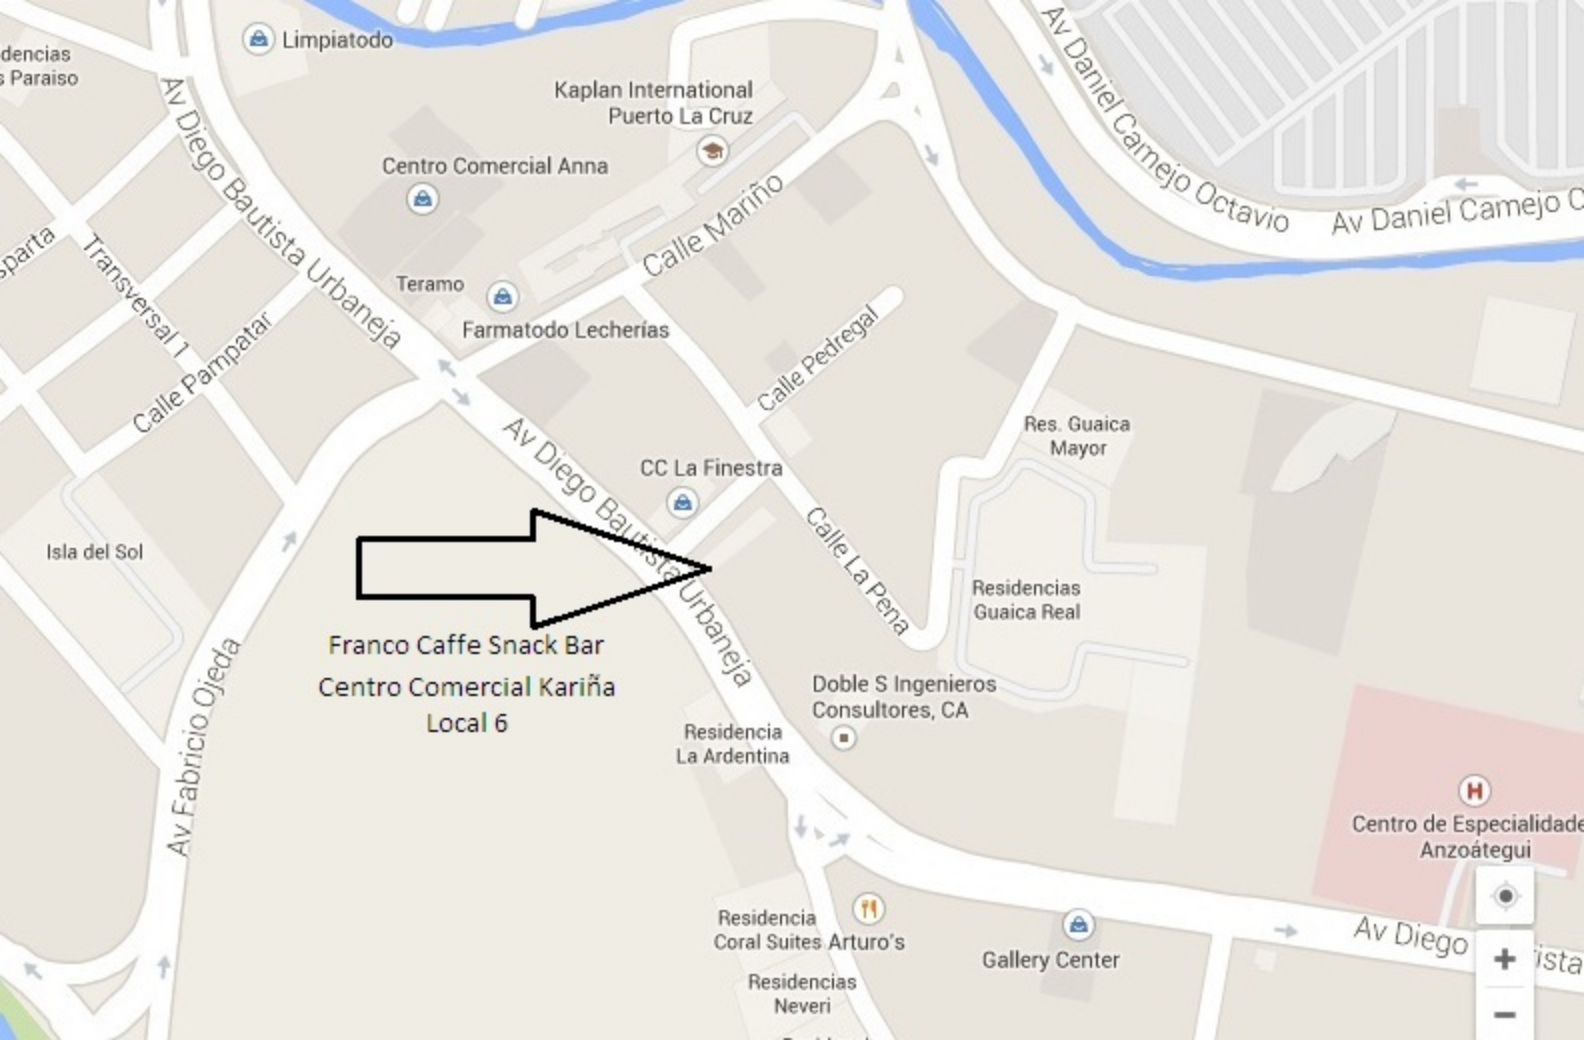 Limpiatodo
dencias
s Paraiso
Av Diego Bautista Urbaneja
Kaplan International
Puerto La Cruz
Centro Comercial Anna
Av Daniel Camejo Octavio
Av Daniel Camejo O
Calle Mariño
sparta
Transversal 1
Teramo
Farmatodo Lecherías
Calle Pampatar
Calle Pedregal
Av Diego Bautista Urbaneja
CC La Finestra
Res. Guaica
Mayor
Calle La Pena
Isla del Sol
Residencias
Guaica Real
Franco Caffe Snack Bar
Centro Comercial Kariña
Local 6
Av Fabricio Ojeda
Doble S Ingenieros
Consultores, CA
Residencia
La Ardentina
H
Centro de Especialidade
Anzoátegui
Residencia
Coral Suites Arturo's
Gallery Center
Av Diego
ista
Residencias
Neveri
+
−